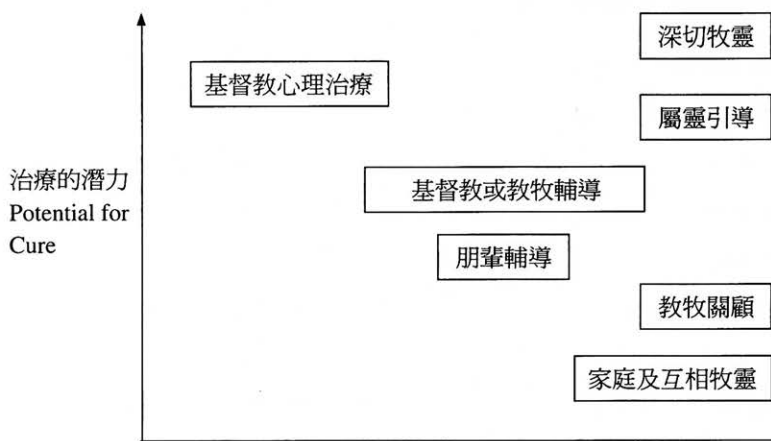 深切牧靈
基督教心理治療
屬靈引導
治療的潛力
Potential for
Cure
基督教或教牧輔導
朋輩輔導
教牧關顧
家庭及互相牧靈